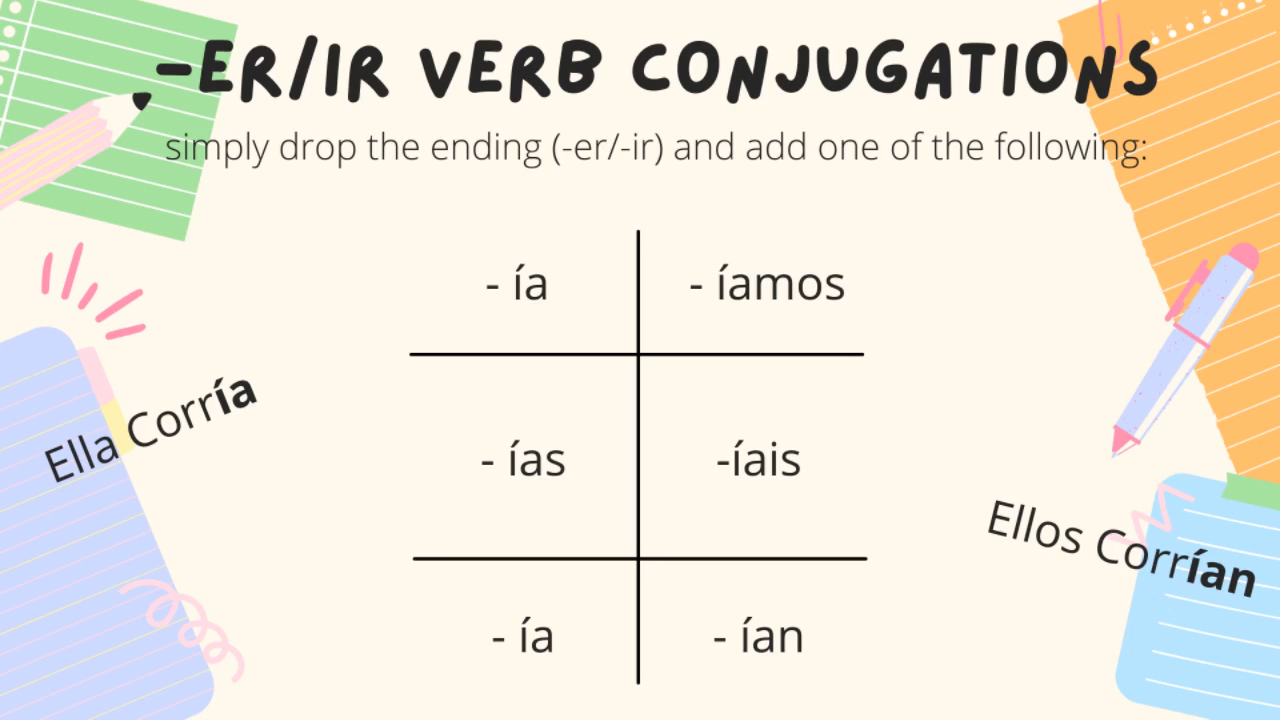 -ER/IR VERB CONJUGATIONS
simply drop the ending (-er/-ir) and add one of the following:
- ía
- íamos
Ella Corría
- ías
-íais
Ellos Corrían
- ía
- ían